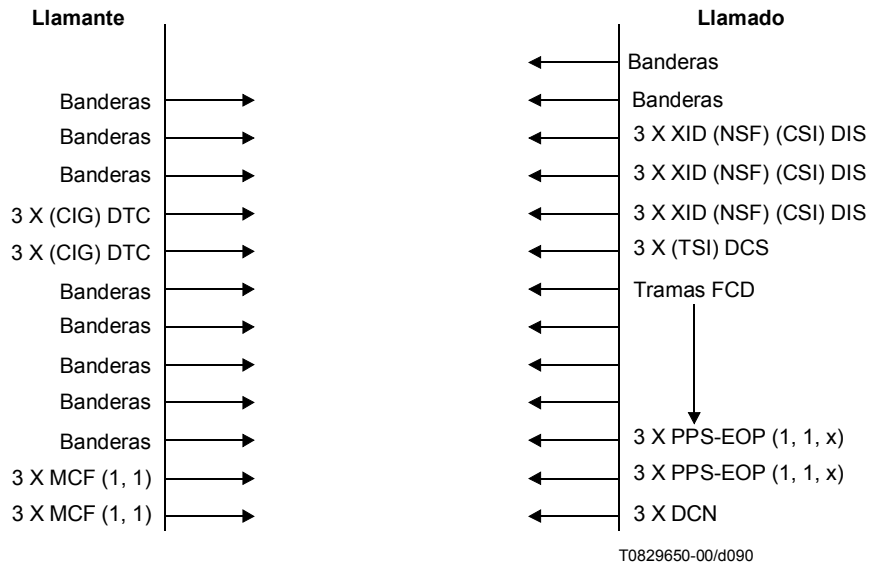 Llamante Llamado
Banderas
Banderas Banderas
Banderas 3 X XID (NSF) (CSI) DIS
Banderas 3 X XID (NSF) (CSI) DIS
3 X (CIG) DTC 3 X XID (NSF) (CSI) DIS
3 X (CIG) DTC 3 X (TSI) DCS
Banderas Tramas FCD
Banderas
Banderas
Banderas
Banderas 3 X PPS-EOP (1, 1, x)
3 X MCF (1, 1) 3 X PPS-EOP (1, 1, x)
3 X MCF (1, 1) 3 X DCN
T0829650-00/d090